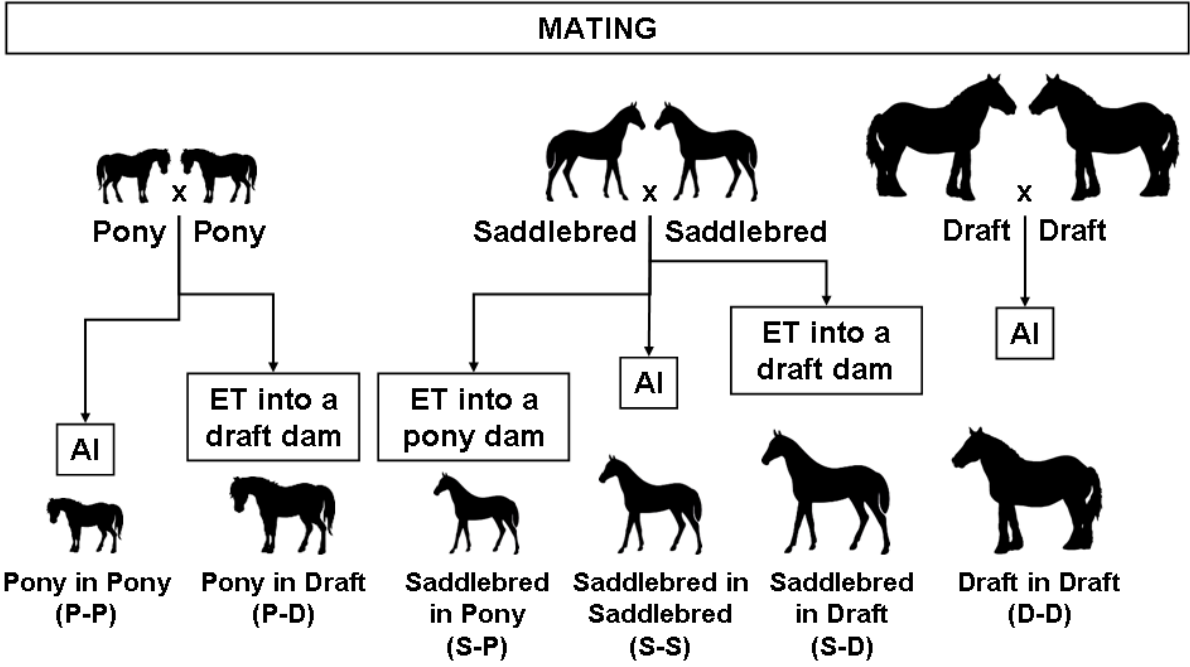 MATING
x
Pony Pony
x
Saddlebred Saddlebred
x
Draft Draft
AI
ET into a
draft dam
ET into a
pony dam
AI
ET into a
draft dam
AI
Pony in Pony
(P-P)
Pony in Draft
(P-D)
Saddlebred
in Pony
(S-P)
Saddlebred in
Saddlebred
(S-S)
Saddlebred
in Draft
(S-D)
Draft in Draft
(D-D)